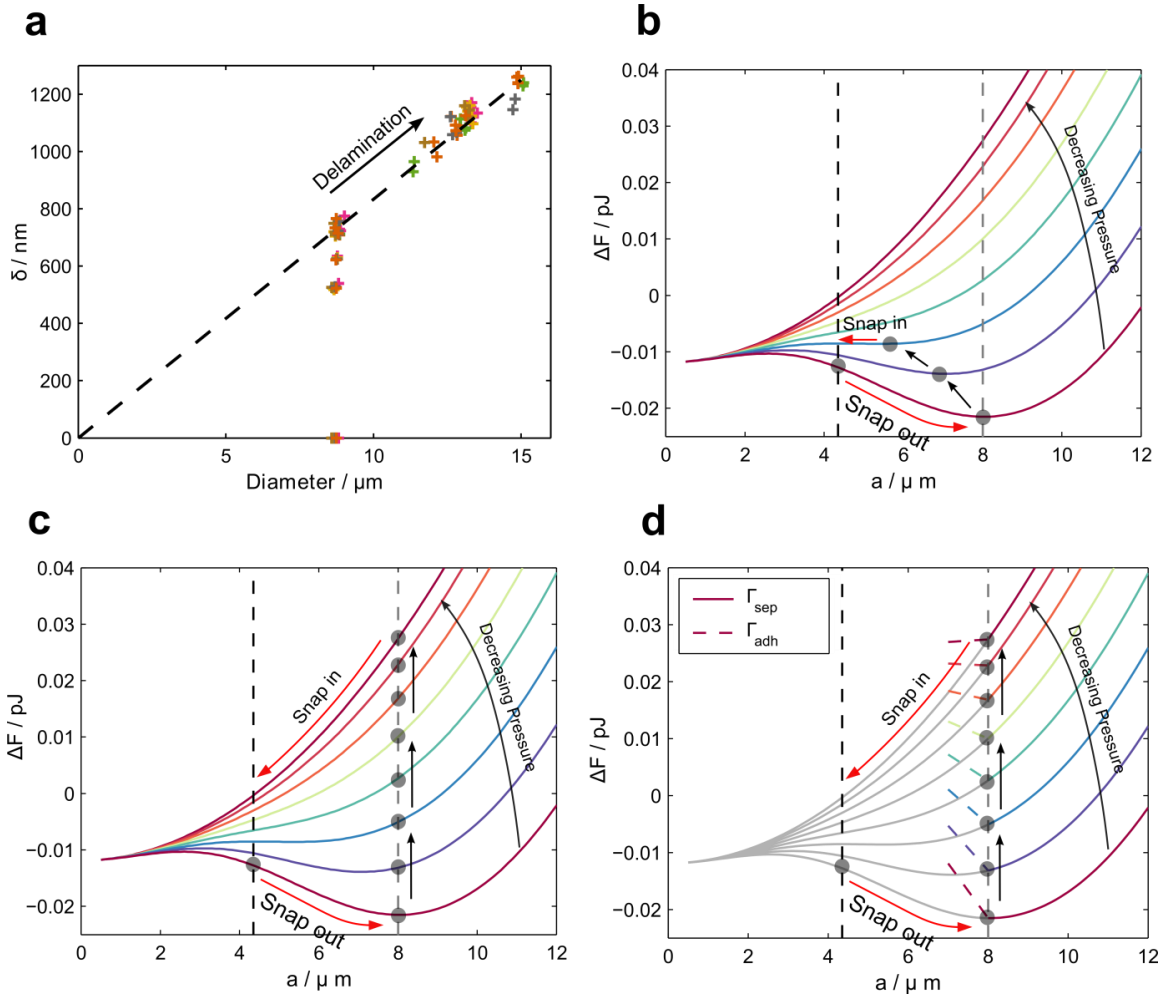 a
1200
1000
800
600
400
200
0
δ / nm
Delamination
0
5
10
15
Diameter / μm
b
0.04
0.03
0.02
0.01
0
−0.01
−0.02
ΔF / pJ
Decreasing Pressure
Snap in
Snap out
0
2
4
6
8
10
12
a / μ m
c
0.04
0.03
0.02
0.01
0
−0.01
−0.02
ΔF / pJ
Snap in
Decreasing Pressure
Snap out
0
2
4
6
8
10
12
a / μ m
d
0.04
0.03
0.02
0.01
0
−0.01
−0.02
ΔF / pJ
Γsep
Γadh
Snap in
Decreasing Pressure
Snap out
0
2
4
6
8
10
12
a / μ m